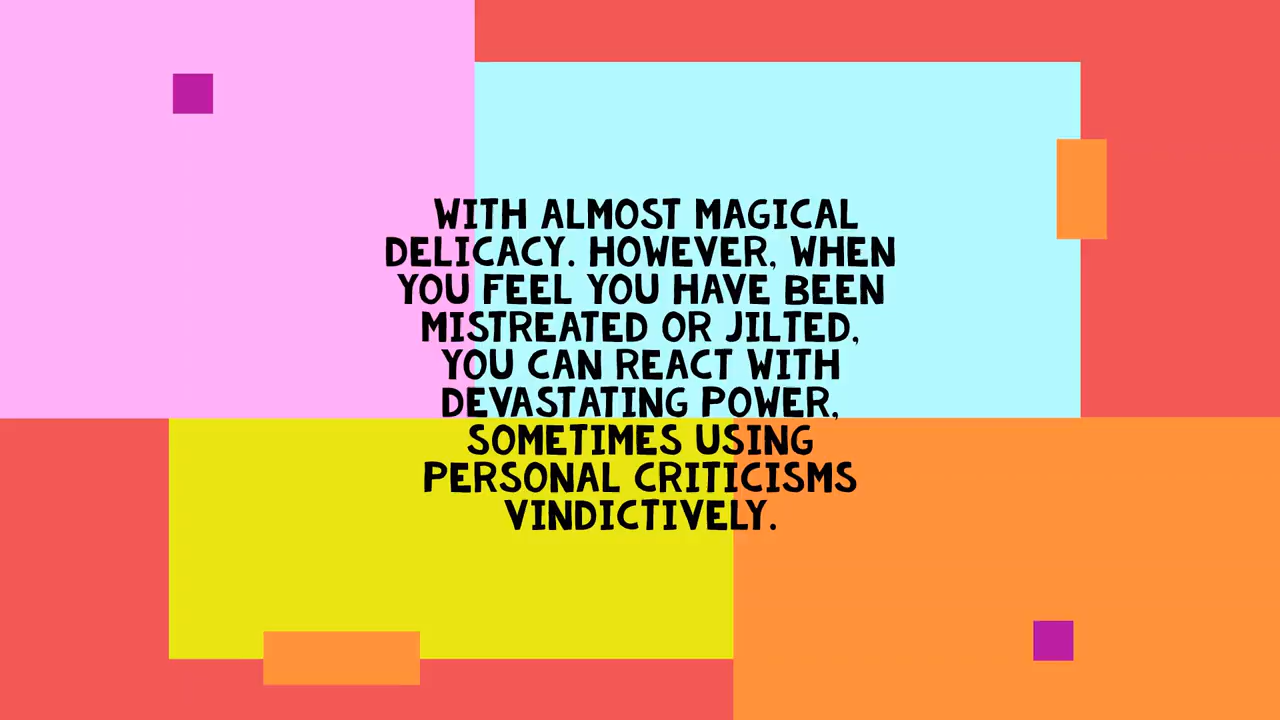 WITH ALMOST MAGICAL
DELICACY. HOWEVER, WHEN
YOU FEEL YOU HAVE BEEN
MISTREATED OR JILTED,
YOU CAN REACT WITH
DEVASTATING POWER,
SOMETIMES USING
PERSONAL CRITICISMS
VINDICTIVELY.